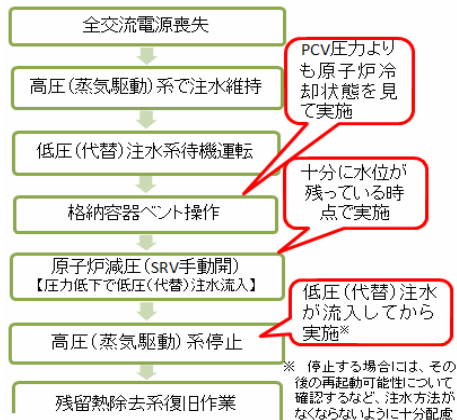 全交流電源喪失
高圧(蒸気駆動)系で注水維持
低圧(代替)注水系待機運転
格納容器ベント操作
原子炉減圧(SRV手動開)
【圧力低下で低圧(代替)注水流入】
高圧(蒸気駆動)系停止
残留熱除去系復旧作業
PCV圧力より
も原子炉冷
却状態を見
て実施
十分に水位が
残っている時
点で実施
低圧(代替)注水
が流入してから
実施※
※ 停止する場合には、その
後の再起動可能性について
確認するなど、注水方法が
なくならないように十分配慮